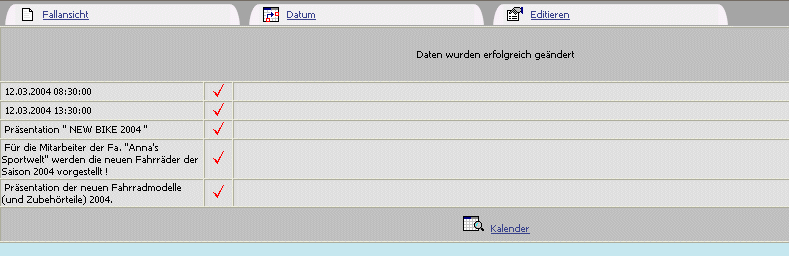 Fallansicht Datum Editieren
Daten wurden erfolgreich geändert
12.03.2004 08:30:00
12.03.2004 13:30:00
Präsentation " NEW BIKE 2004 "
Für die Mitarbeiter der Fa. "Anna's
Sportwelt" werden die neuen Fahrräder der
Saison 2004 vorgestellt !
Präsentation der neuen Fahrradmodelle
(und Zubehörteile) 2004.
Kalender